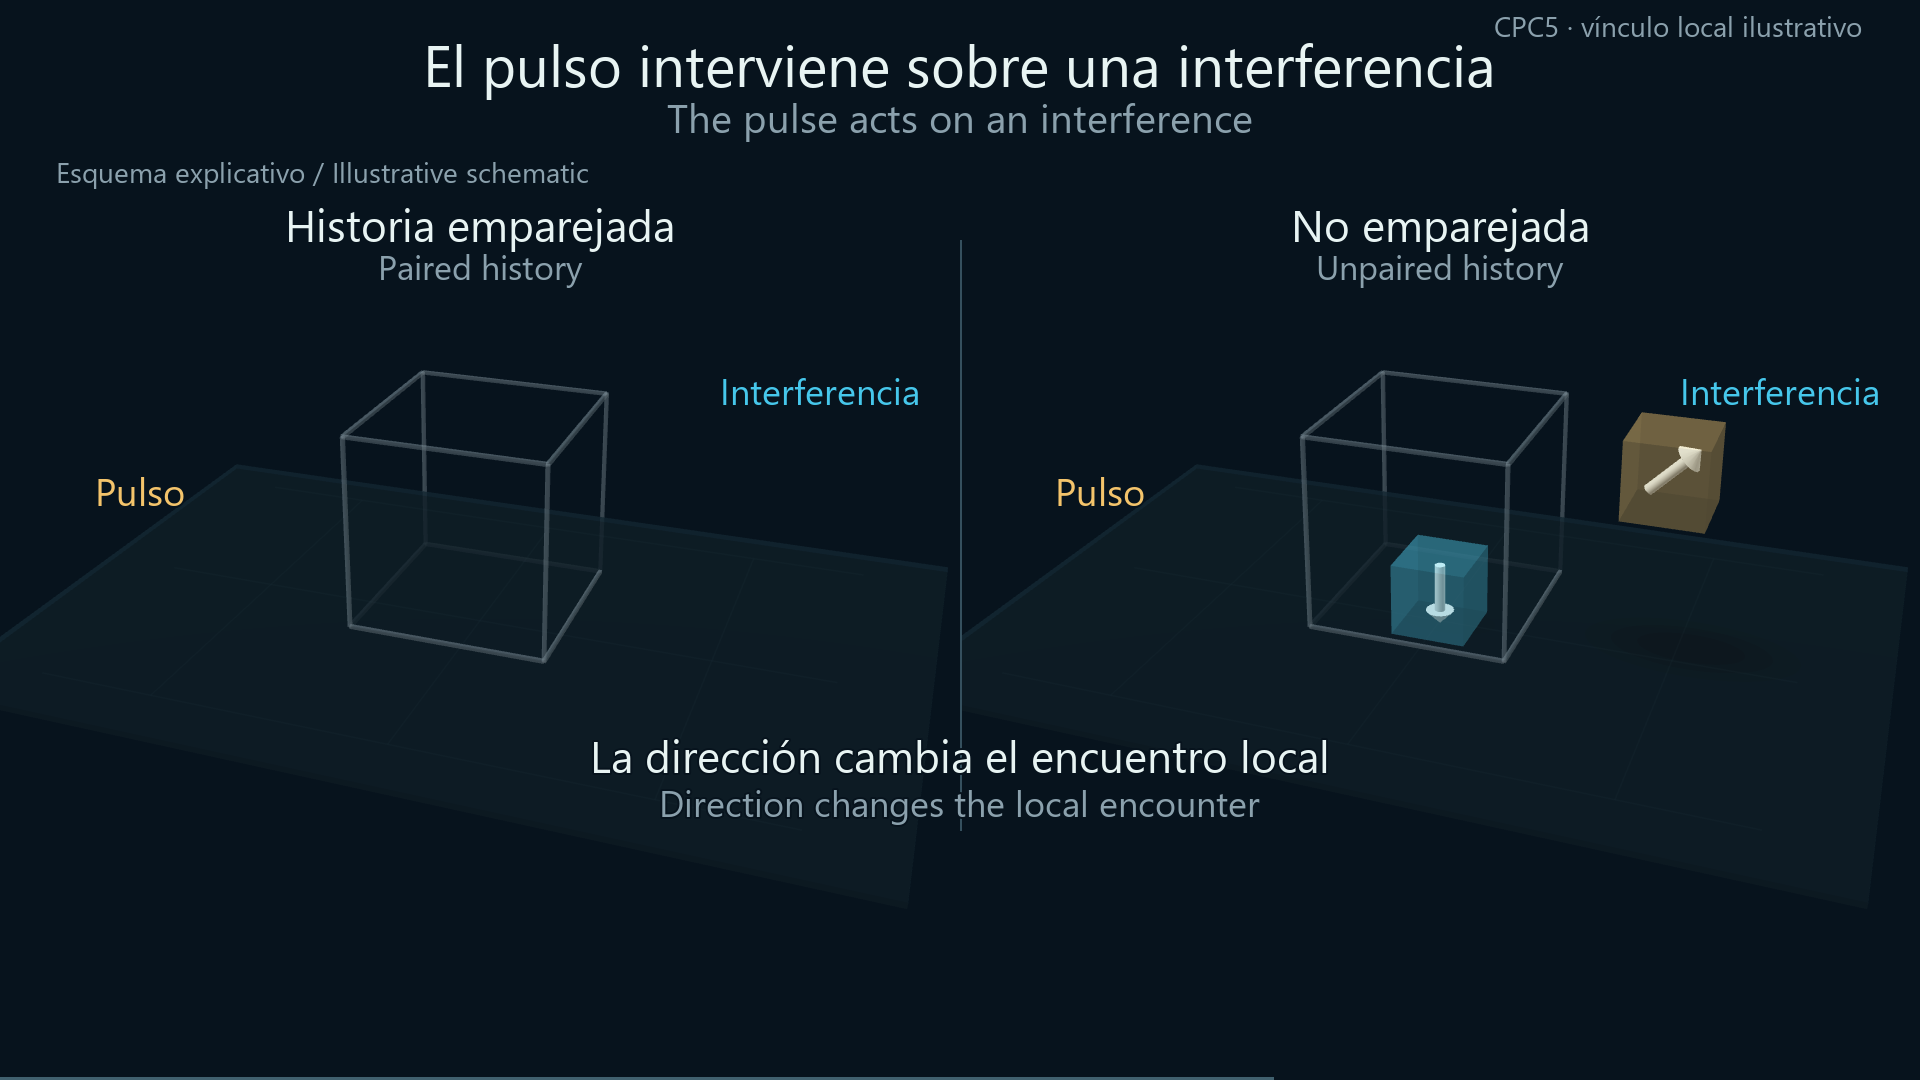 CPC5 · vínculo local ilustrativo
El pulso interviene sobre una interferencia
The pulse acts on an interference
Esquema explicativo / Illustrative schematic
Historia emparejada
Paired history
No emparejada
Unpaired history
Interferencia
Pulso
Interferencia
Pulso
La dirección cambia el encuentro local
Direction changes the local encounter